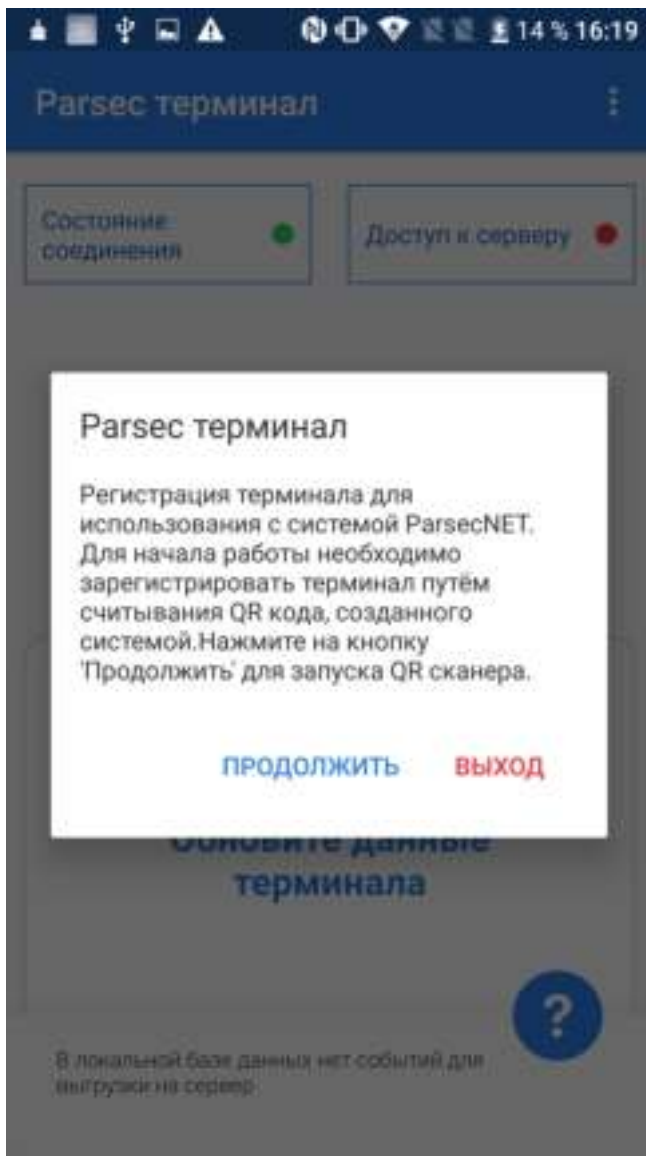 14 % 16:19
Parsec терминал
Состояние
соединения
Доступ к серверу
Parsec терминал
Регистрация терминала для
использования с системой ParsecNET.
Для начала работы необходимо
зарегистрировать терминал путём
считывания QR кода, созданного
системой.Нажмите на кнопку
'Продолжить' для запуска QR сканера.
ПРОДОЛЖИТЬ ВЫХОД
Обновите данные
терминала
?
В локальной базе данных нет событий для
выгрузки на сервер